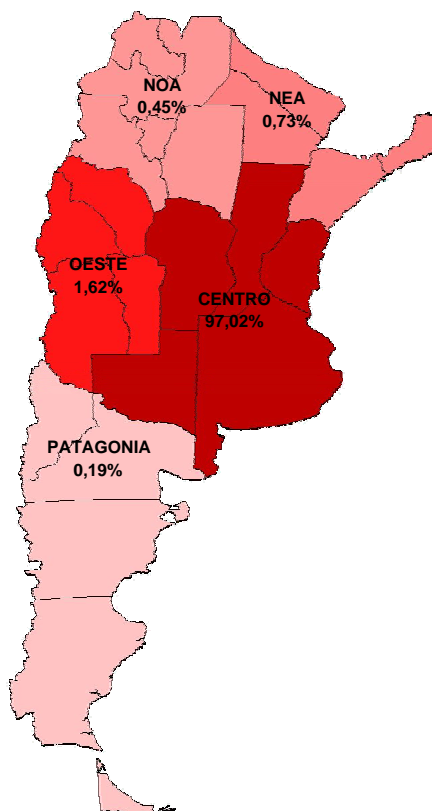 NOA
0,45%
NEA
0,73%
OESTE
1,62%
CENTRO
97,02%
PATAGONIA
0,19%